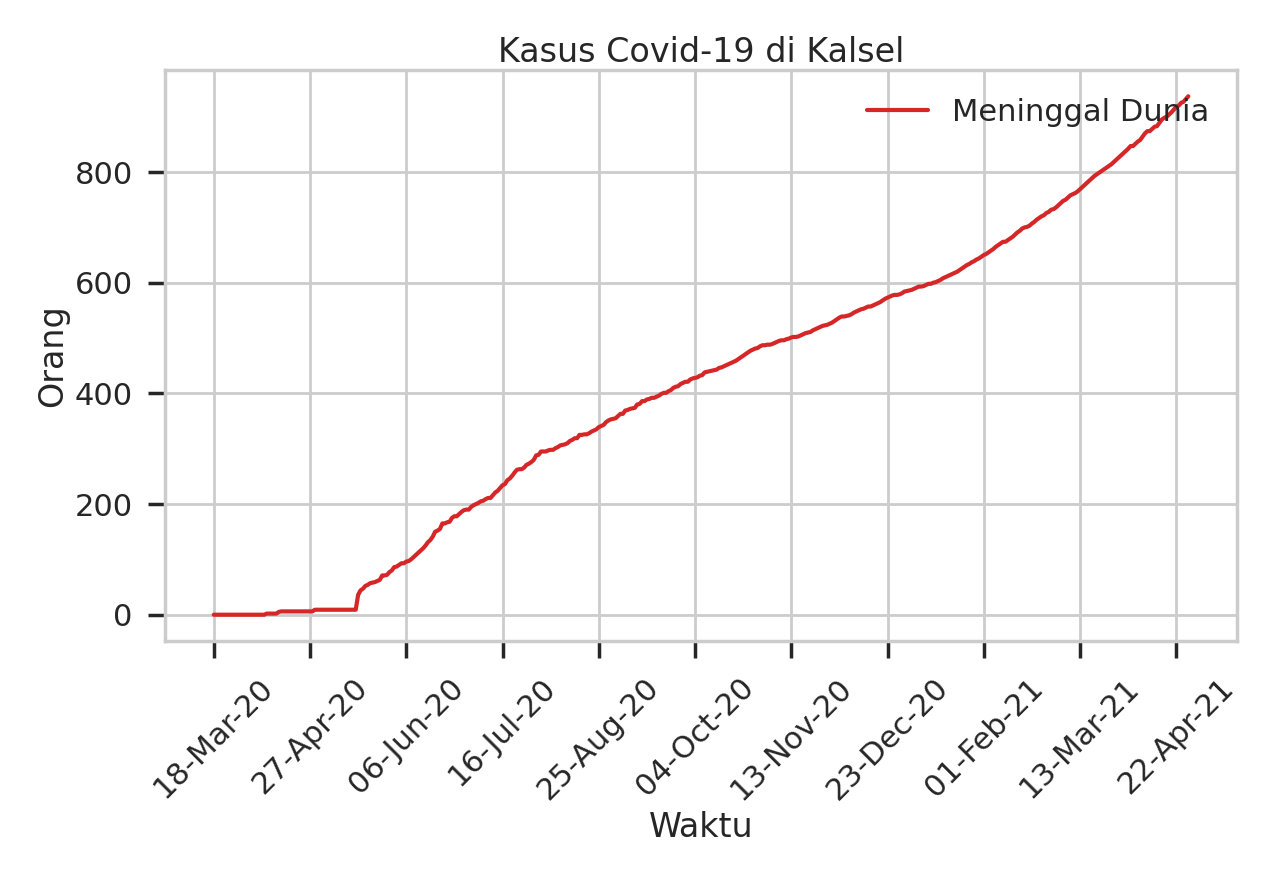 Kasus Covid-19 di Kalsel
Meninggal Dunia
Orang
800
600
400
200
0
18-Mar-20
27-Apr-20
06-Jun-20
16-Jul-20
25-Aug-20
04-Oct-20
13-Nov-20
23-Dec-20
01-Feb-21
13-Mar-21
22-Apr-21
Waktu